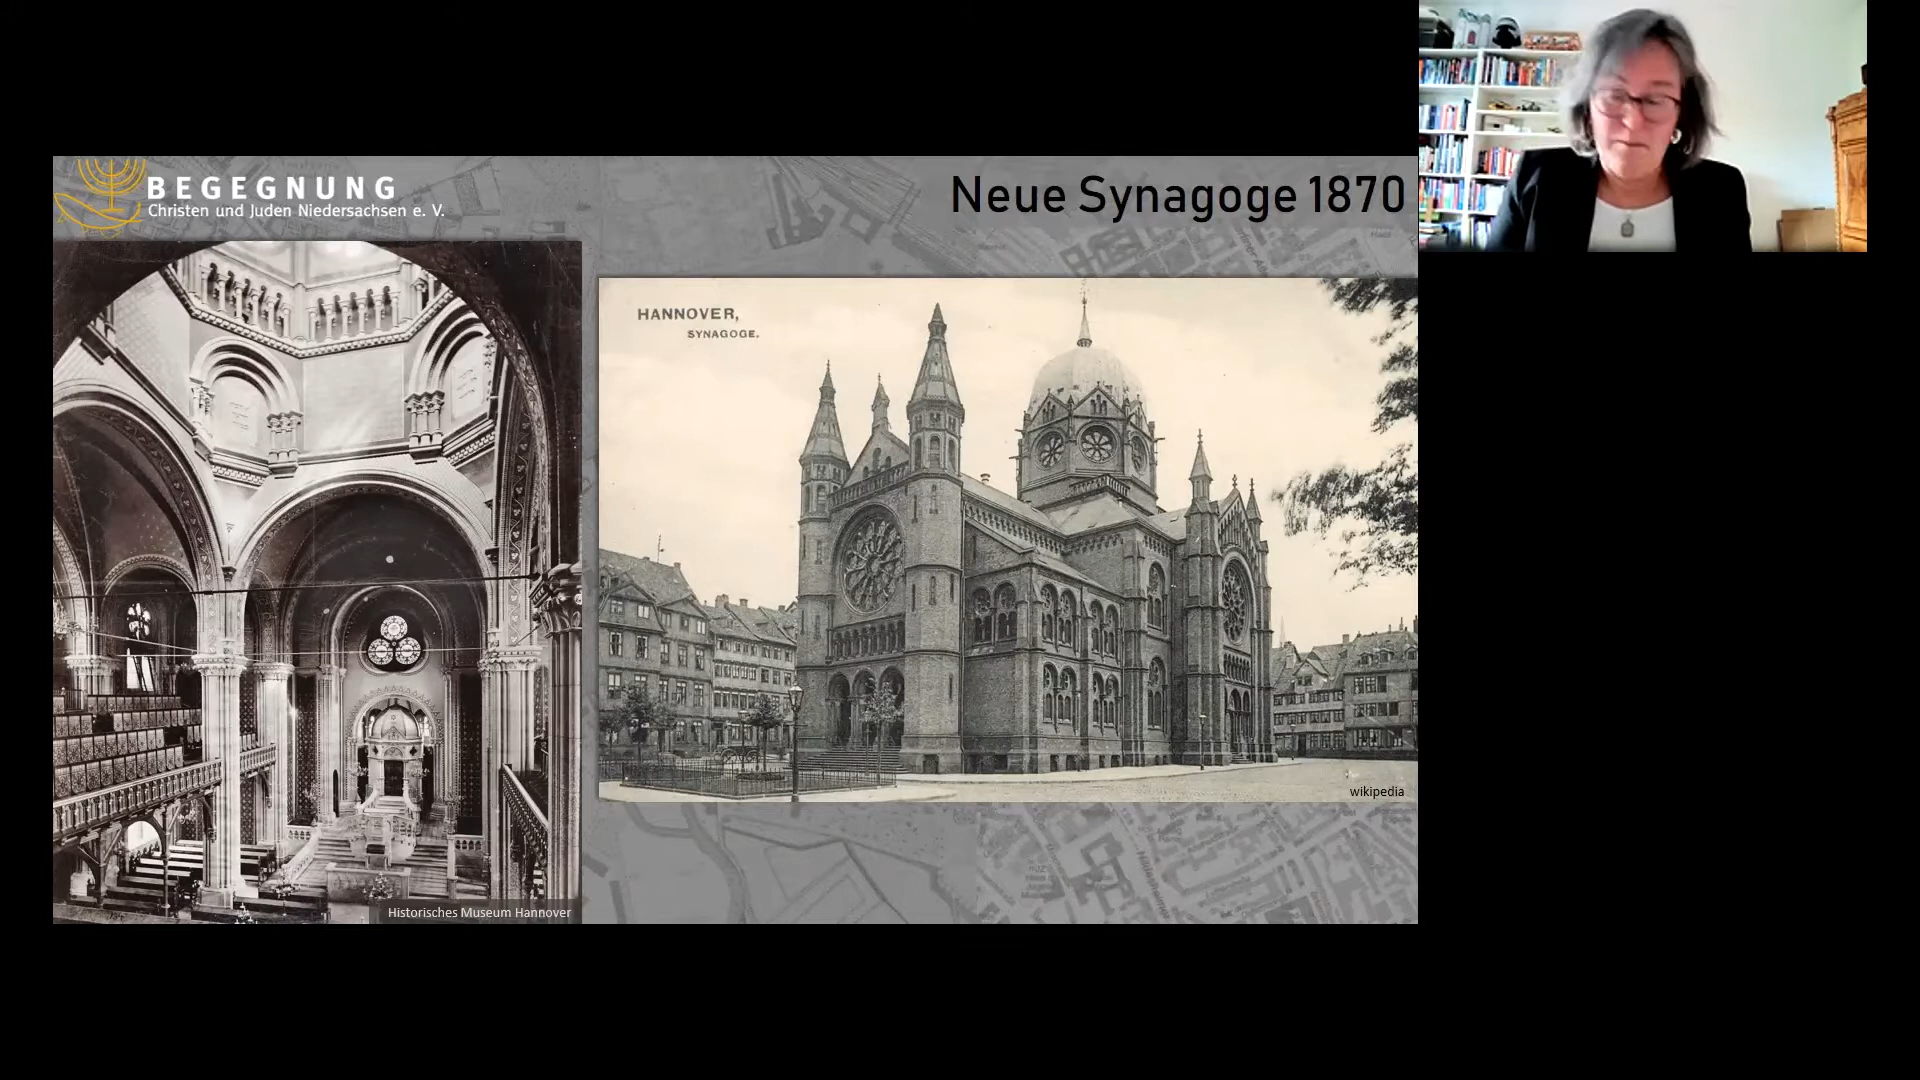 BEGEGNUNG
Christen und Juden Niedersachsen e. V.
Neue Synagoge 1870
HANNOVER,
SYNAGOGE.
wikipedia
Historisches Museum Hannover